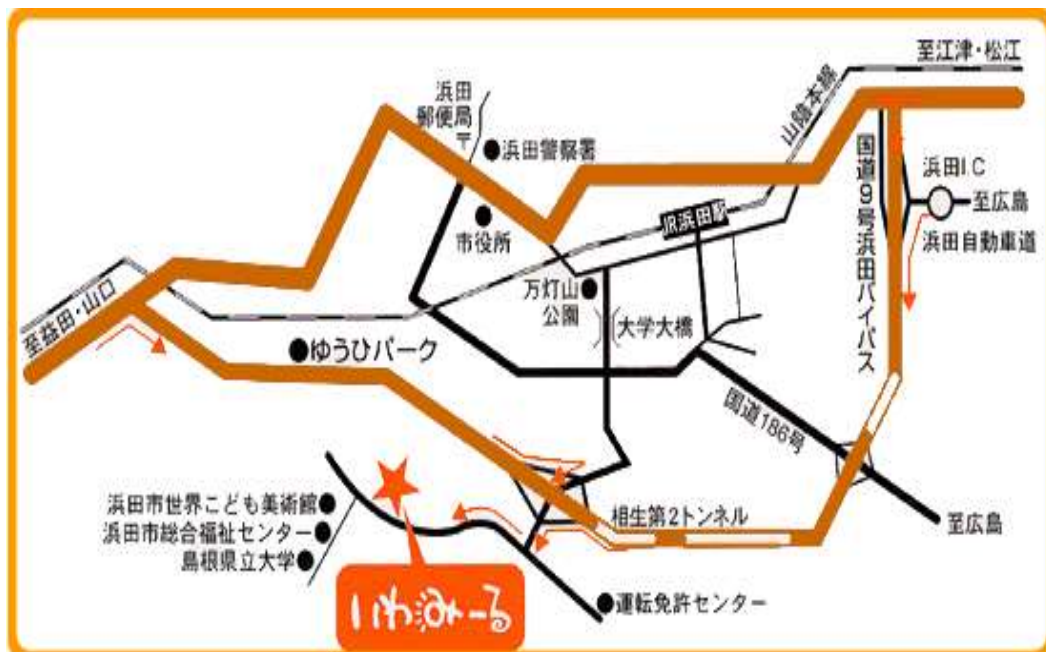 至江津・松江
山陰本線
浜田
郵便局
〒
浜田警察署
国道9号浜田バイパス
浜田I.C
至広島
浜田自動車道
JR浜田駅
市役所
万灯山
公園
大学大橋
至益田・山口
ゆうひパーク
国道186号
浜田市世界こども美術館
浜田市総合福祉センター
島根県立大学
相生第2トンネル
至広島
いわみーる
運転免許センター